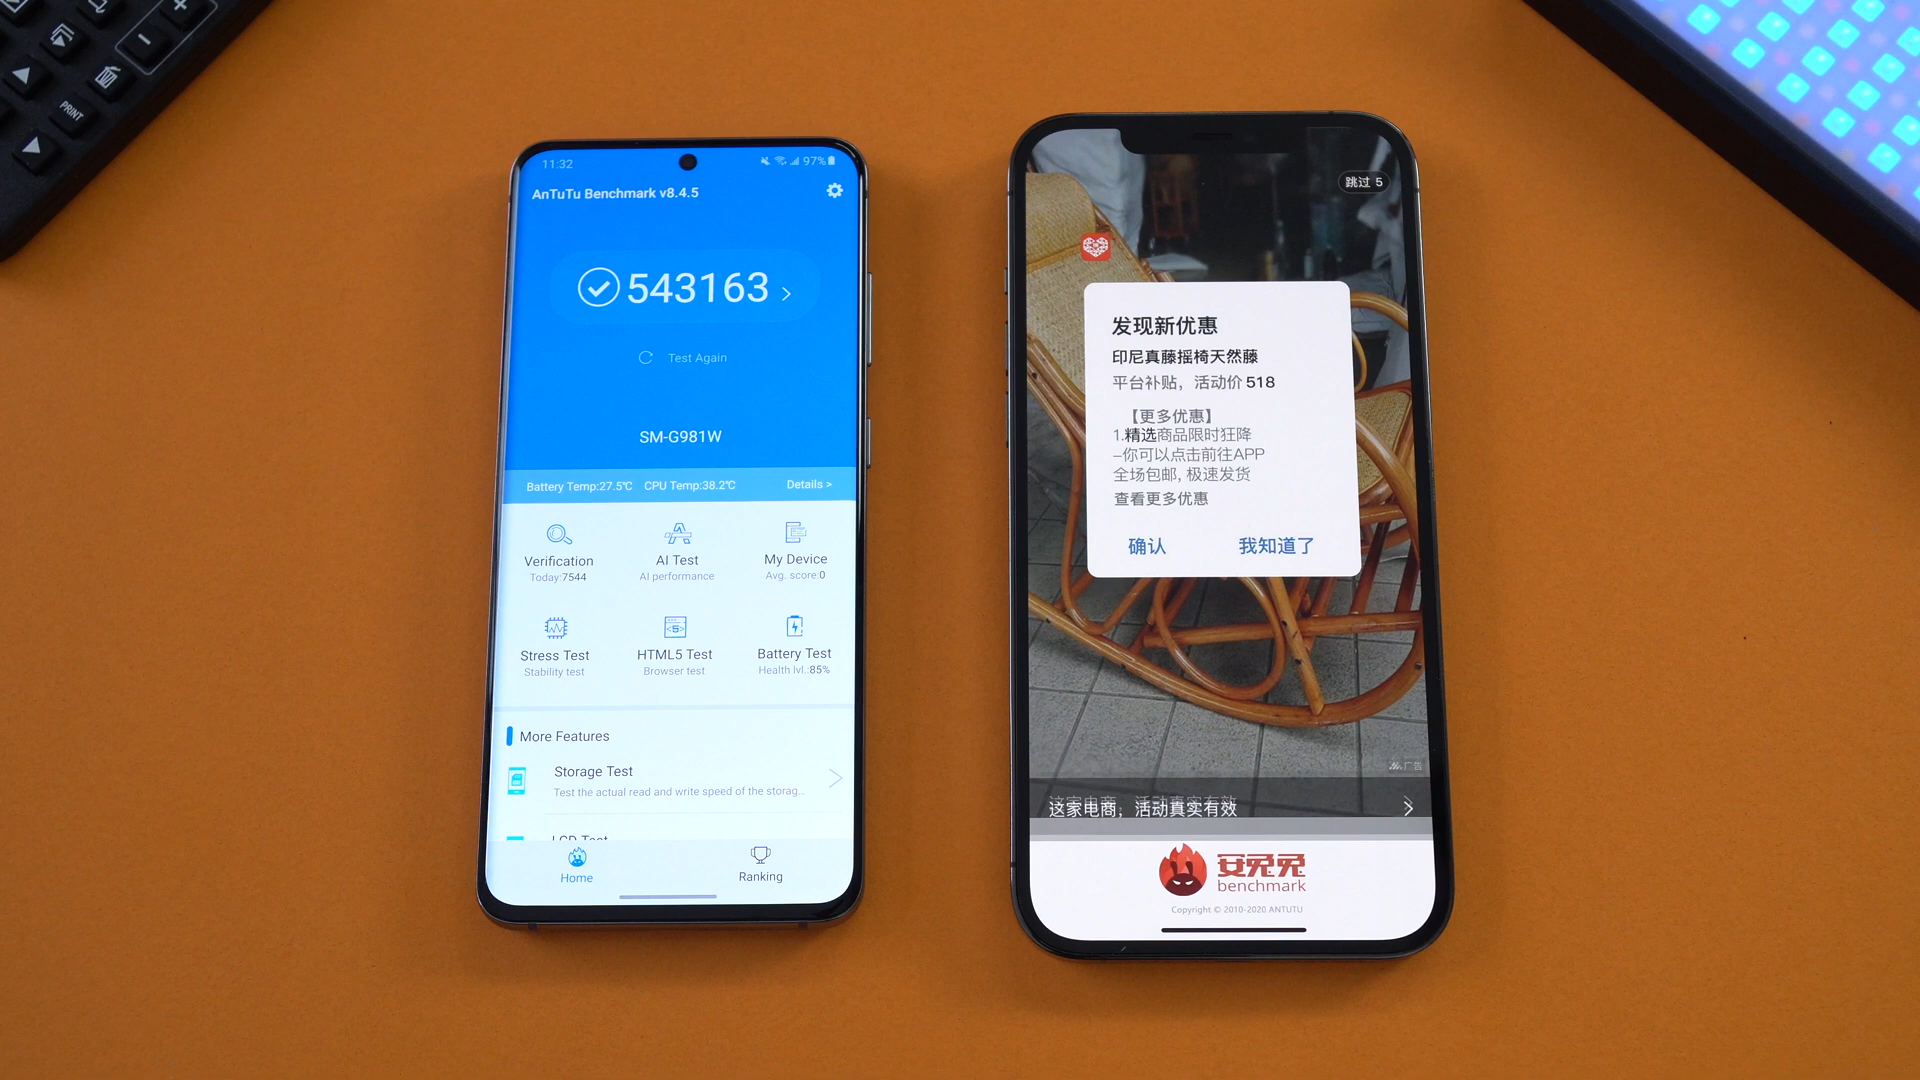 PRINT
11:32
97%
AnTuTu Benchmark v8.4.5
543163
Test Again
SM-G981W
Battery Temp:27.5℃ CPU Temp:38.2℃ Details >
Verification
Today:7544
AI Test
AI performance
My Device
Avg. score:0
Stress Test
Stability test
HTML5 Test
Browser test
Battery Test
Health lvl.:85%
More Features
Storage Test
Test the actual read and write speed of the storag...
LCD Test
Home
Ranking
跳过 5
发现新优惠
印尼真藤摇椅天然藤
平台补贴，活动价 518
【更多优惠】
1.精选商品限时狂降
–你可以点击前往APP
全场包邮, 极速发货
查看更多优惠
确认 我知道了
广告
这家电商，活动真实有效
安兔兔
benchmark
Copyright © 2010-2020 ANTUTU